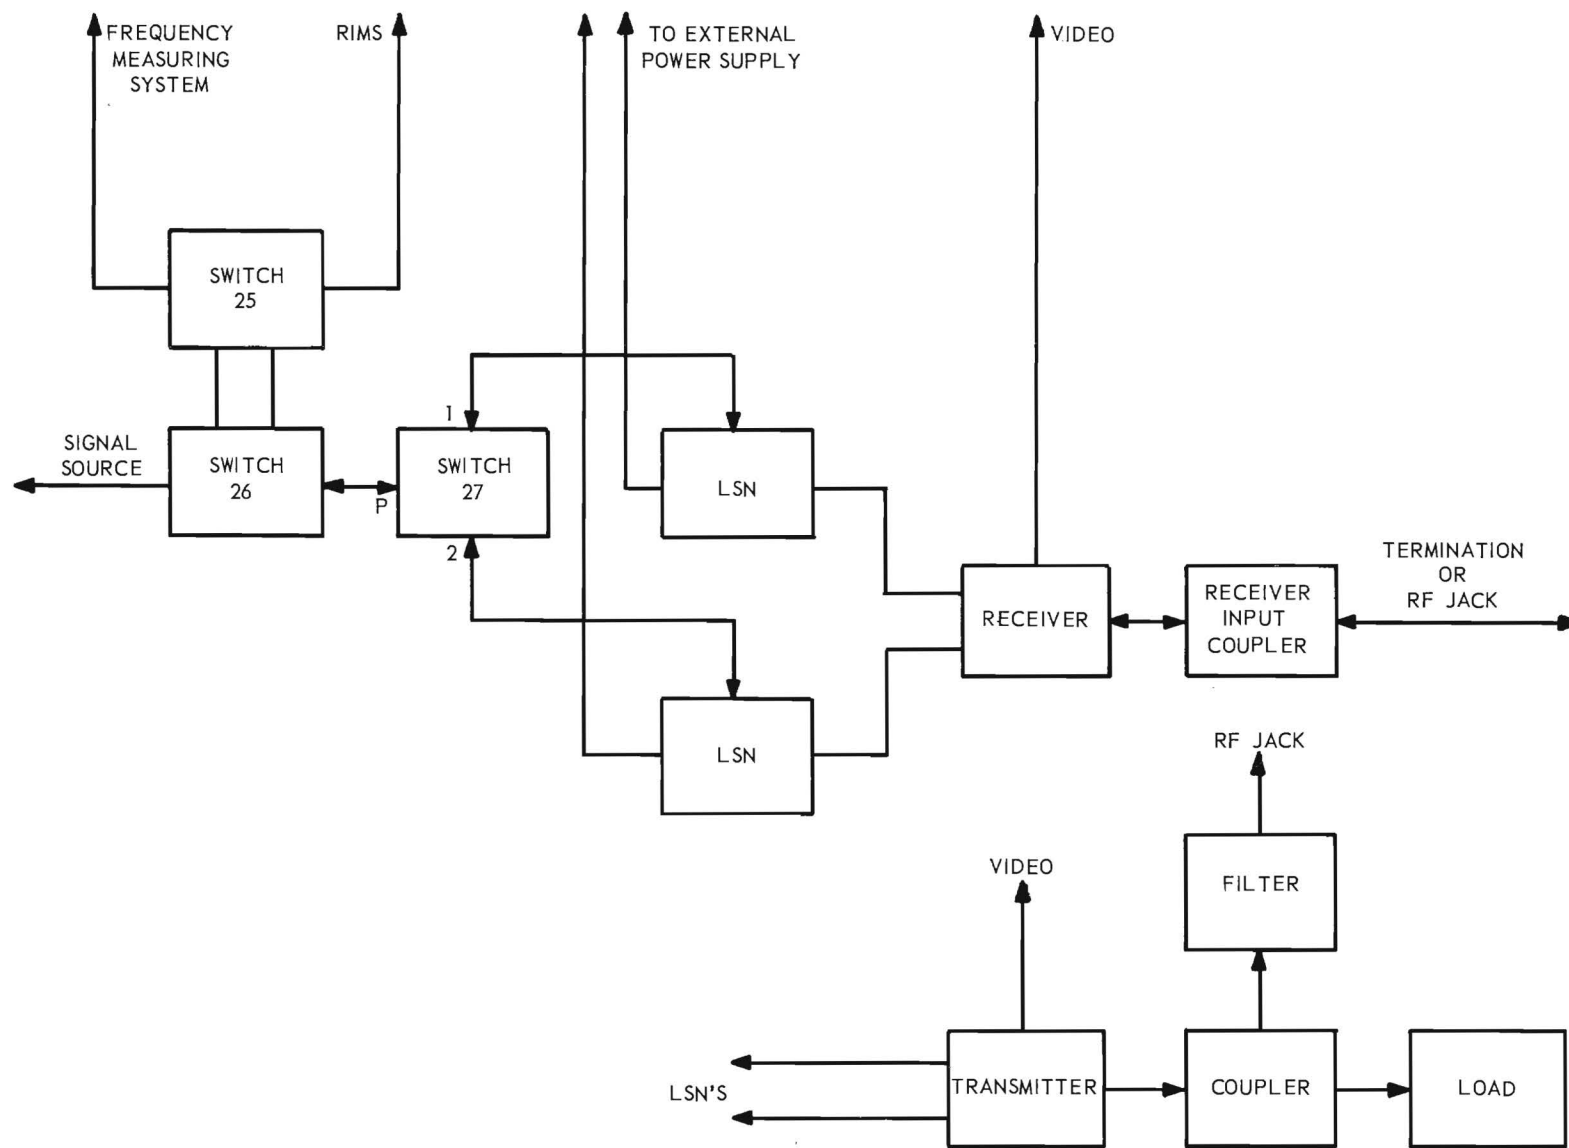 FREQUENCY
MEASURING
SYSTEM
RIMS
TO EXTERNAL
POWER SUPPLY
VIDEO
SWITCH
25
1
SIGNAL
SOURCE
SWITCH
26
P
SWITCH
27
2
LSN
RECEIVER
RECEIVER
INPUT
COUPLER
TERMINATION
OR
RF JACK
LSN
RF JACK
FILTER
VIDEO
LSN'S
TRANSMITTER
COUPLER
LOAD